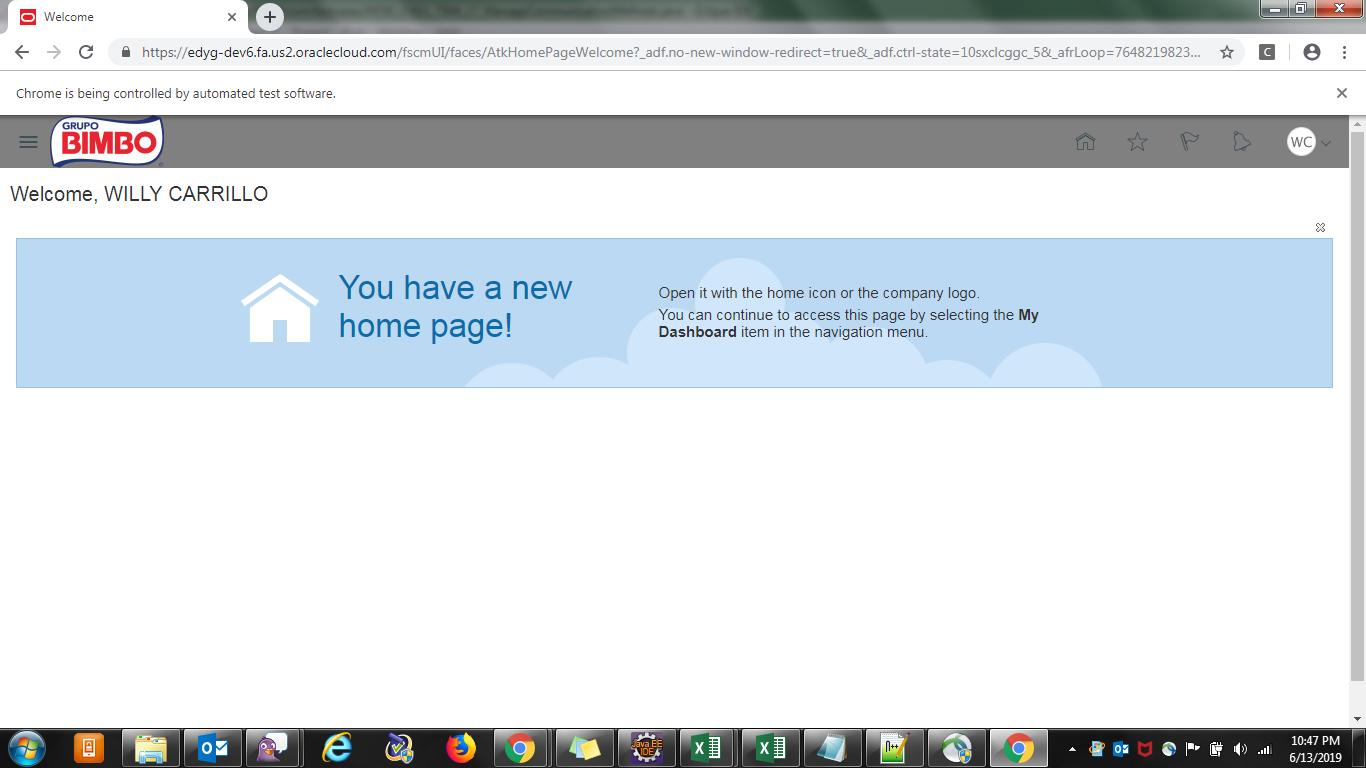 Welcome
https://edyg-dev6.fa.us2.oraclecloud.com/fscmUI/faces/AtkHomePageWelcome?_adf.no-new-window-redirect=true&_adf.ctrl-state=10sxclcggc_5&_afrLoop=7648219823...
C
Chrome is being controlled by automated test software.
GRUPO
BIMBO
WC
Welcome, WILLY CARRILLO
You have a new
home page!
Open it with the home icon or the company logo.
You can continue to access this page by selecting the My
Dashboard item in the navigation menu.
Java EE
IDE
10:47 PM
6/13/2019